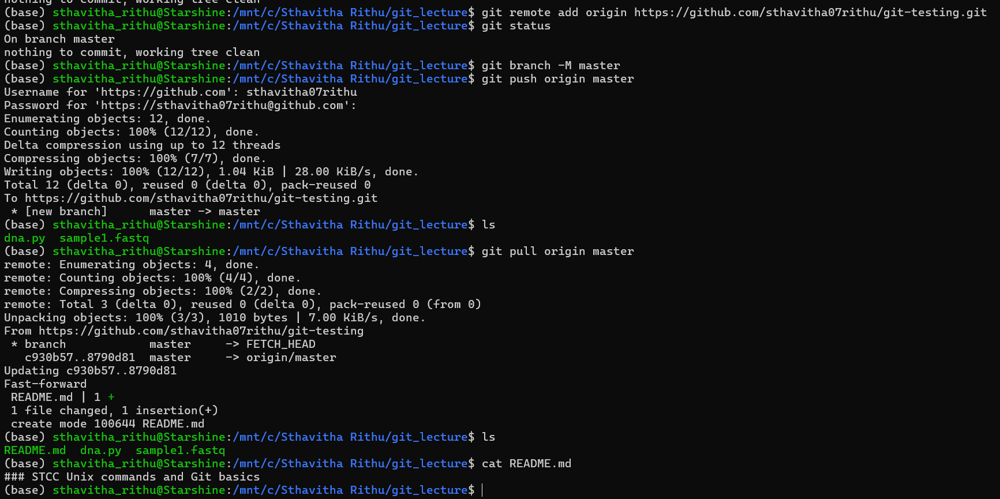 nothing to commit, working tree clean
(base) sthavitha_rithu@Starshine:/mnt/c/Sthavitha Rithu/git_lecture$ git remote add origin https://github.com/sthavitha07rithu/git-testing.git
(base) sthavitha_rithu@Starshine:/mnt/c/Sthavitha Rithu/git_lecture$ git status
On branch master
nothing to commit, working tree clean
(base) sthavitha_rithu@Starshine:/mnt/c/Sthavitha Rithu/git_lecture$ git branch -M master
(base) sthavitha_rithu@Starshine:/mnt/c/Sthavitha Rithu/git_lecture$ git push origin master
Username for 'https://github.com': sthavitha07rithu
Password for 'https://sthavitha07rithu@github.com':
Enumerating objects: 12, done.
Counting objects: 100% (12/12), done.
Delta compression using up to 12 threads
Compressing objects: 100% (7/7), done.
Writing objects: 100% (12/12), 1.04 KiB | 28.00 KiB/s, done.
Total 12 (delta 0), reused 0 (delta 0), pack-reused 0
To https://github.com/sthavitha07rithu/git-testing.git
 * [new branch]      master -> master
(base) sthavitha_rithu@Starshine:/mnt/c/Sthavitha Rithu/git_lecture$ ls
dna.py  sample1.fastq
(base) sthavitha_rithu@Starshine:/mnt/c/Sthavitha Rithu/git_lecture$ git pull origin master
remote: Enumerating objects: 4, done.
remote: Counting objects: 100% (4/4), done.
remote: Compressing objects: 100% (2/2), done.
remote: Total 3 (delta 0), reused 0 (delta 0), pack-reused 0 (from 0)
Unpacking objects: 100% (3/3), 1010 bytes | 7.00 KiB/s, done.
From https://github.com/sthavitha07rithu/git-testing
 * branch            master     -> FETCH_HEAD
   c930b57..8790d81  master     -> origin/master
Updating c930b57..8790d81
Fast-forward
 README.md | 1 +
 1 file changed, 1 insertion(+)
 create mode 100644 README.md
(base) sthavitha_rithu@Starshine:/mnt/c/Sthavitha Rithu/git_lecture$ ls
README.md  dna.py  sample1.fastq
(base) sthavitha_rithu@Starshine:/mnt/c/Sthavitha Rithu/git_lecture$ cat README.md
### STCC Unix commands and Git basics
(base) sthavitha_rithu@Starshine:/mnt/c/Sthavitha Rithu/git_lecture$